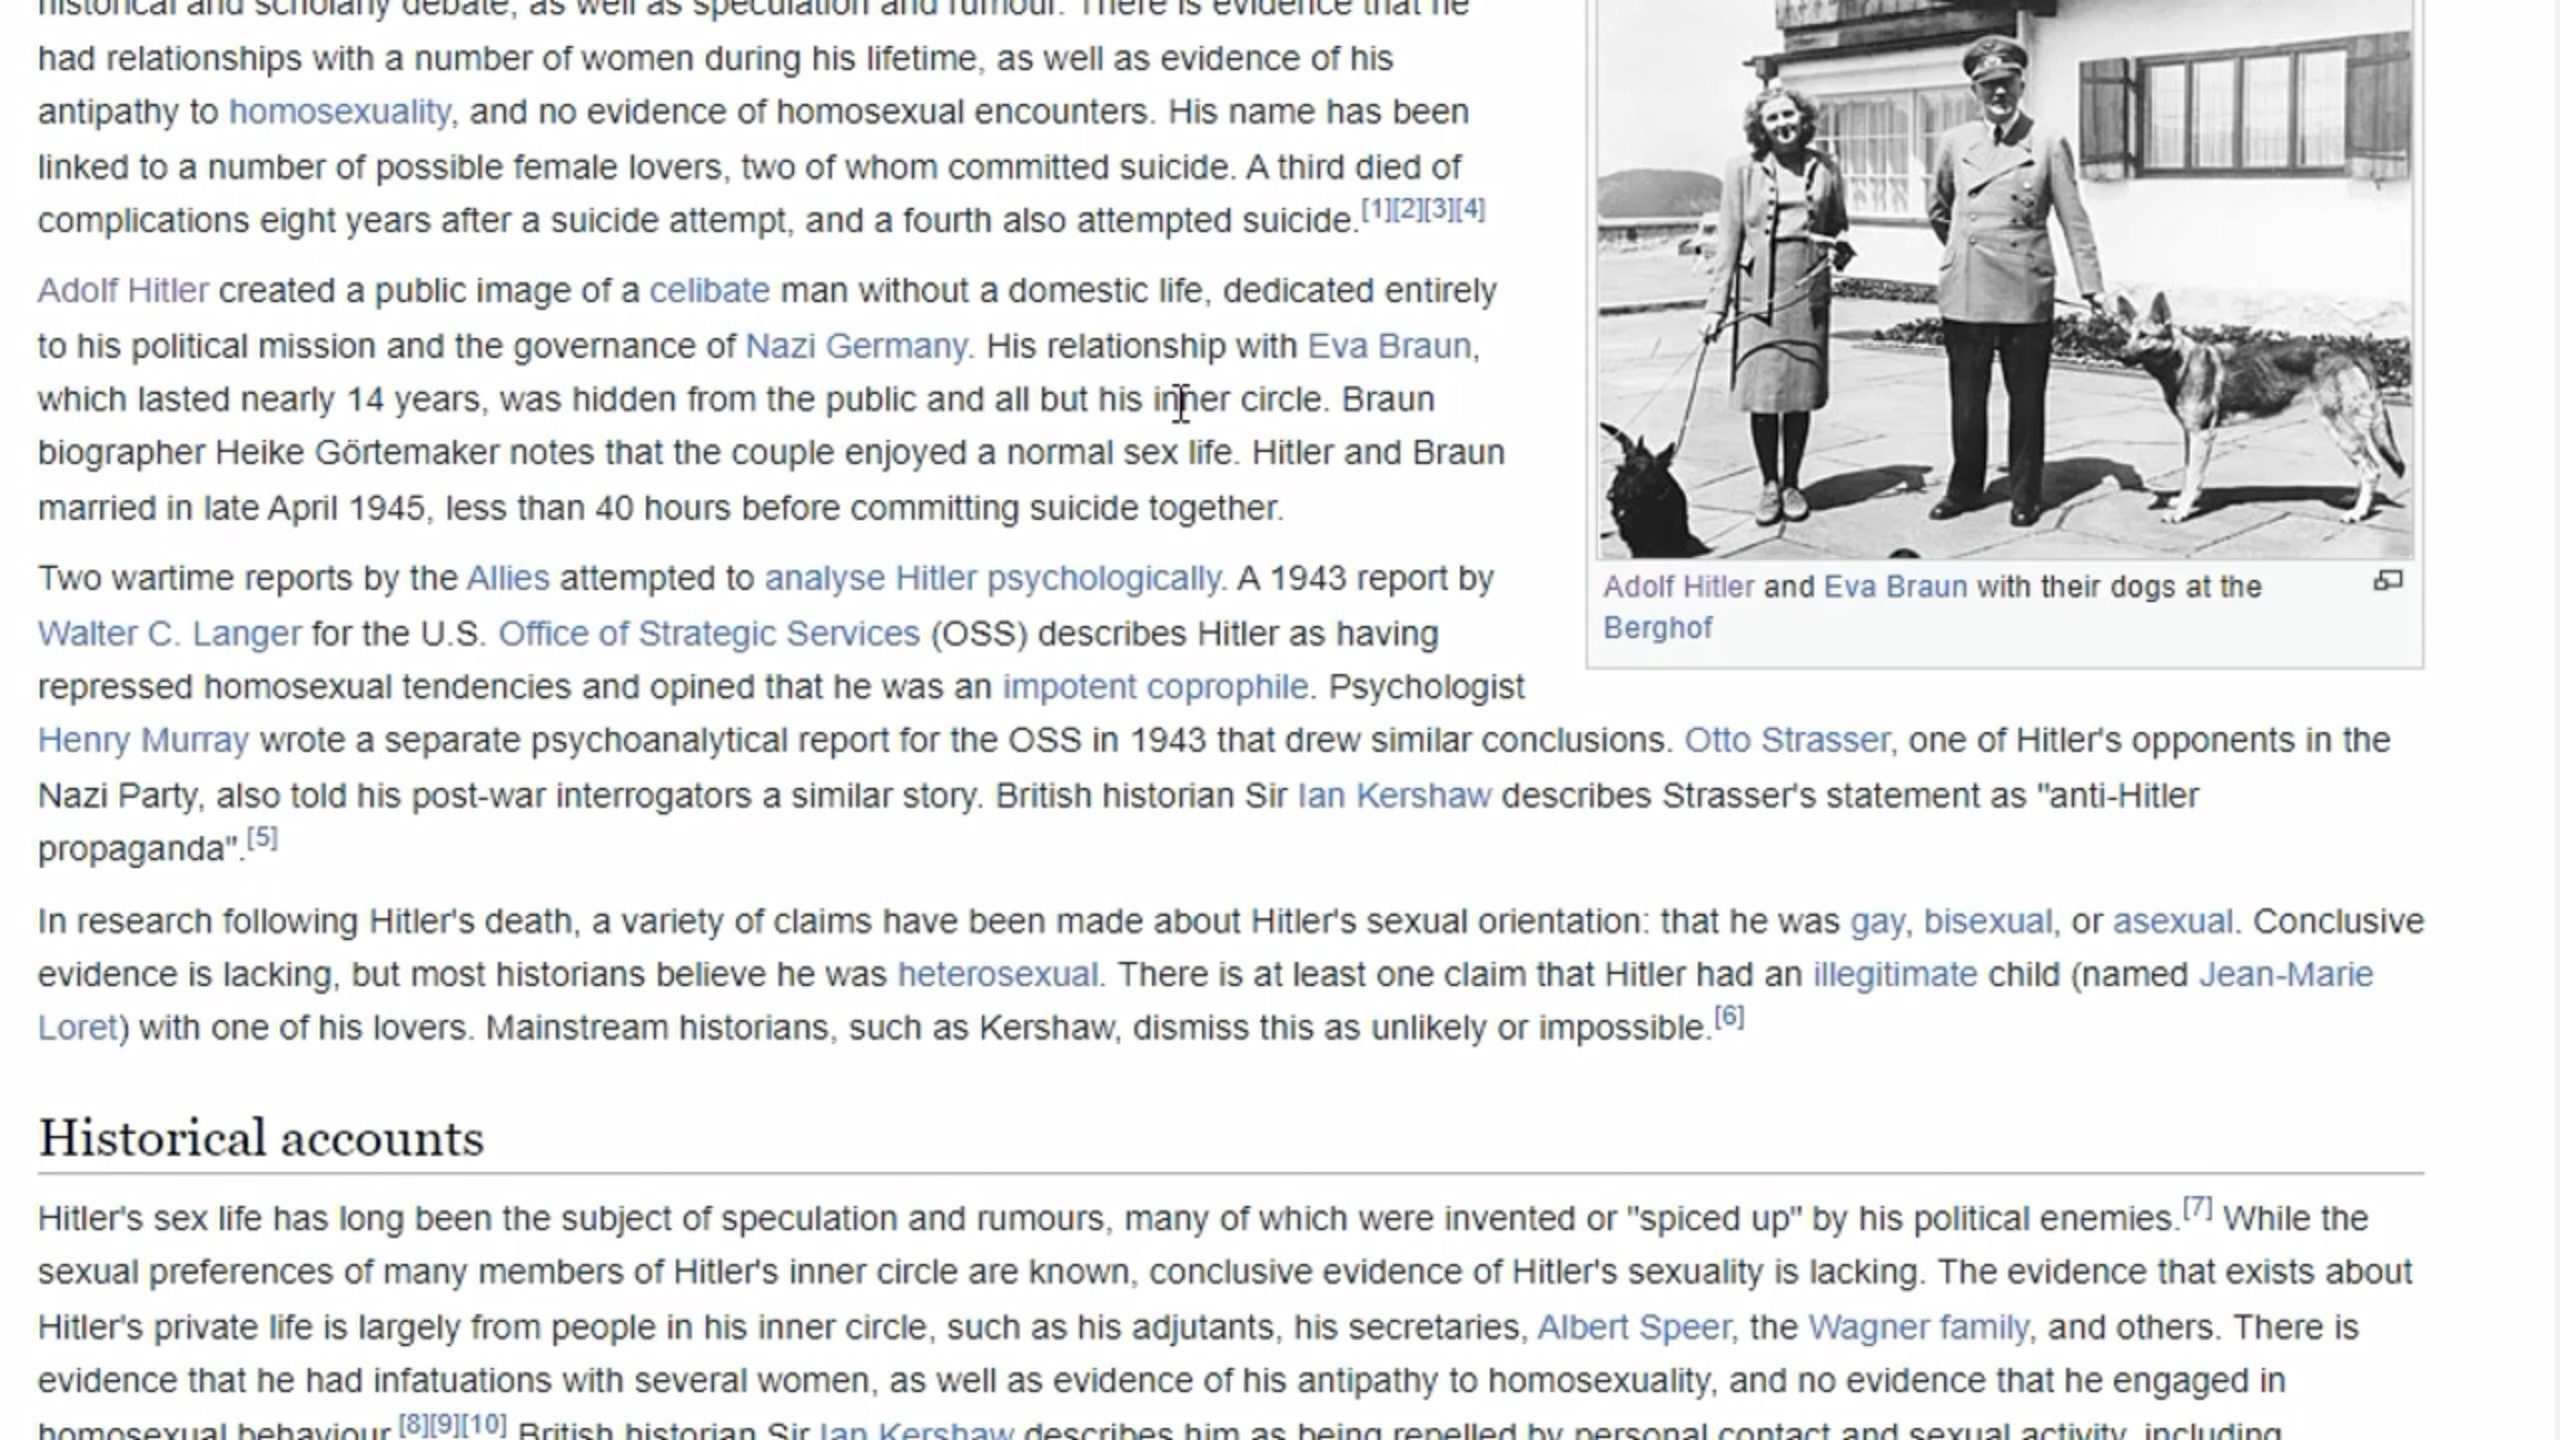 historical and scholarly debate, as well as speculation and rumour. There is evidence that he
had relationships with a number of women during his lifetime, as well as evidence of his
antipathy to homosexuality, and no evidence of homosexual encounters. His name has been
linked to a number of possible female lovers, two of whom committed suicide. A third died of
complications eight years after a suicide attempt, and a fourth also attempted suicide.[1][2][3][4]
Adolf Hitler created a public image of a celibate man without a domestic life, dedicated entirely
to his political mission and the governance of Nazi Germany. His relationship with Eva Braun,
which lasted nearly 14 years, was hidden from the public and all but his inner circle. Braun
biographer Heike Görtemaker notes that the couple enjoyed a normal sex life. Hitler and Braun
married in late April 1945, less than 40 hours before committing suicide together.
Adolf Hitler and Eva Braun with their dogs at the
Berghof
Two wartime reports by the Allies attempted to analyse Hitler psychologically. A 1943 report by
Walter C. Langer for the U.S. Office of Strategic Services (OSS) describes Hitler as having
repressed homosexual tendencies and opined that he was an impotent coprophile. Psychologist
Henry Murray wrote a separate psychoanalytical report for the OSS in 1943 that drew similar conclusions. Otto Strasser, one of Hitler's opponents in the
Nazi Party, also told his post-war interrogators a similar story. British historian Sir Ian Kershaw describes Strasser's statement as "anti-Hitler
propaganda".[5]
In research following Hitler's death, a variety of claims have been made about Hitler's sexual orientation: that he was gay, bisexual, or asexual. Conclusive
evidence is lacking, but most historians believe he was heterosexual. There is at least one claim that Hitler had an illegitimate child (named Jean-Marie
Loret) with one of his lovers. Mainstream historians, such as Kershaw, dismiss this as unlikely or impossible.[6]
Historical accounts
Hitler's sex life has long been the subject of speculation and rumours, many of which were invented or "spiced up" by his political enemies.[7] While the
sexual preferences of many members of Hitler's inner circle are known, conclusive evidence of Hitler's sexuality is lacking. The evidence that exists about
Hitler's private life is largely from people in his inner circle, such as his adjutants, his secretaries, Albert Speer, the Wagner family, and others. There is
evidence that he had infatuations with several women, as well as evidence of his antipathy to homosexuality, and no evidence that he engaged in
homosexual behaviour.[8][9][10] British historian Sir Ian Kershaw describes him as being repelled by personal contact and sexual activity, including